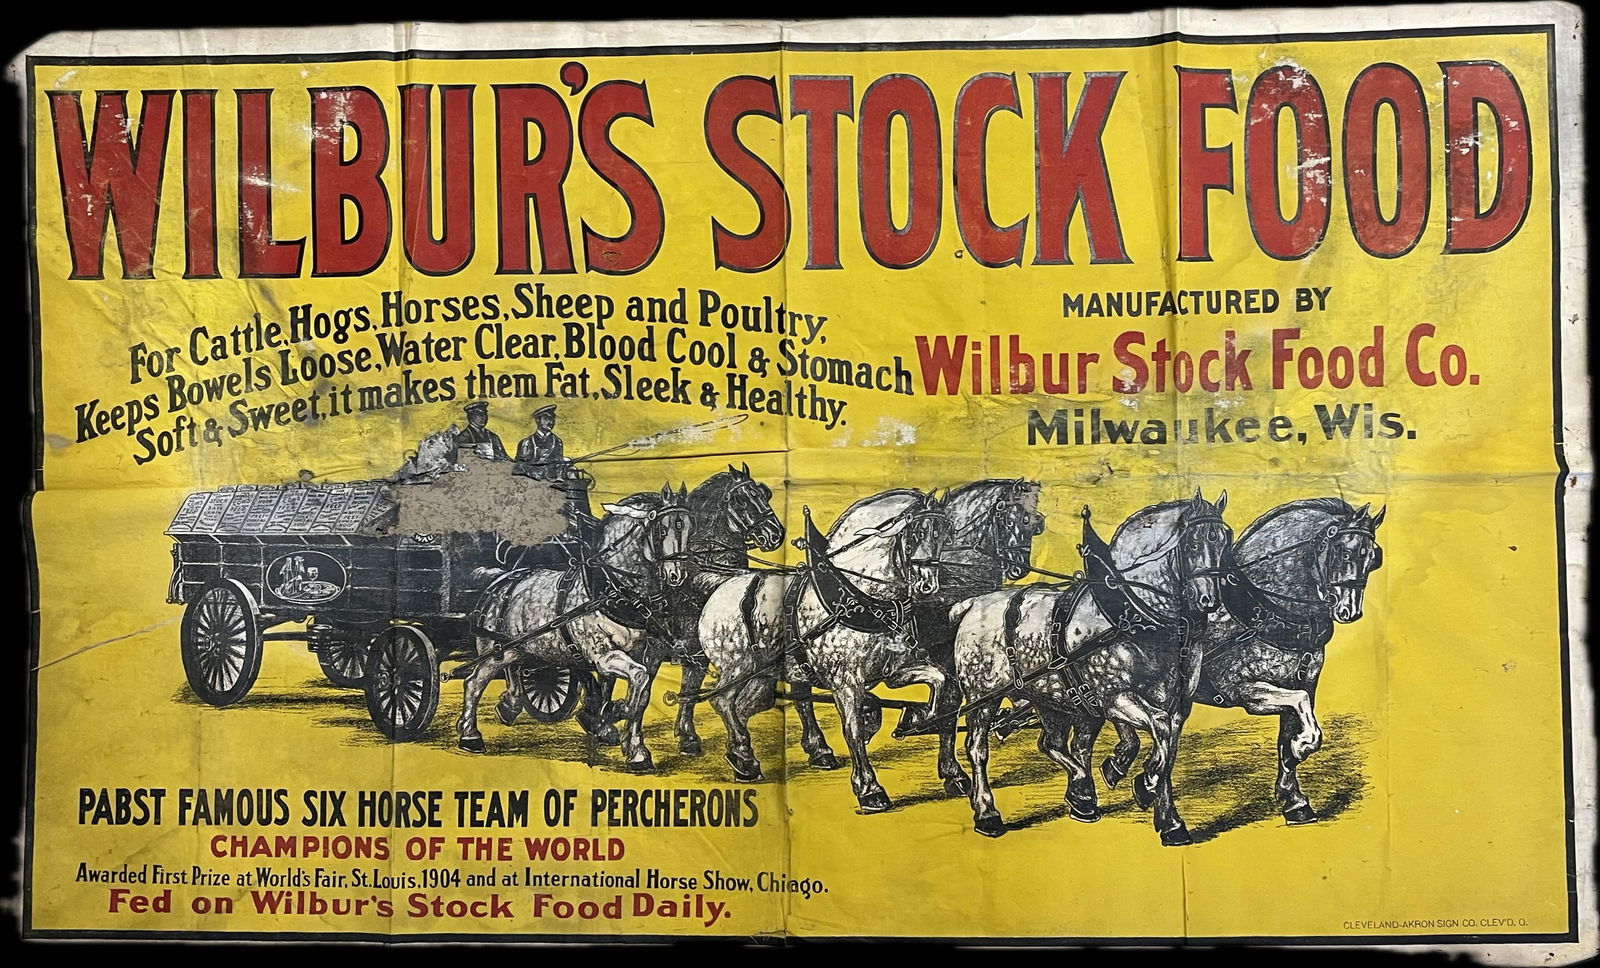 WILBUR'S STOCK FOOD
For Cattle, Hogs, Horses, Sheep and Poultry,
Keeps Bowels Loose, Water Clear, Blood Cool & Stomach
Soft & Sweet, it makes them Fat, Sleek & Healthy.
MANUFACTURED BY
Wilbur Stock Food Co.
Milwaukee, Wis.
PABST FAMOUS SIX HORSE TEAM OF PERCHERONS
CHAMPIONS OF THE WORLD
Awarded First Prize at World's Fair, St. Louis, 1904 and at International Horse Show, Chicago.
Fed on Wilbur's Stock Food Daily.
CLEVELAND-AKRON SIGN CO. CLEV'D, O.